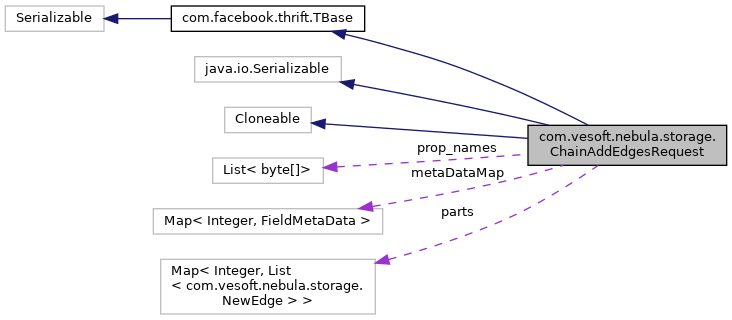 Serializable
com.facebook.thrift.TBase
java.io.Serializable
Cloneable
com.vesoft.nebula.storage.
ChainAddEdgesRequest
prop_names
List< byte[]>
metaDataMap
Map< Integer, FieldMetaData >
parts
Map< Integer, List
< com.vesoft.nebula.storage.
NewEdge > >